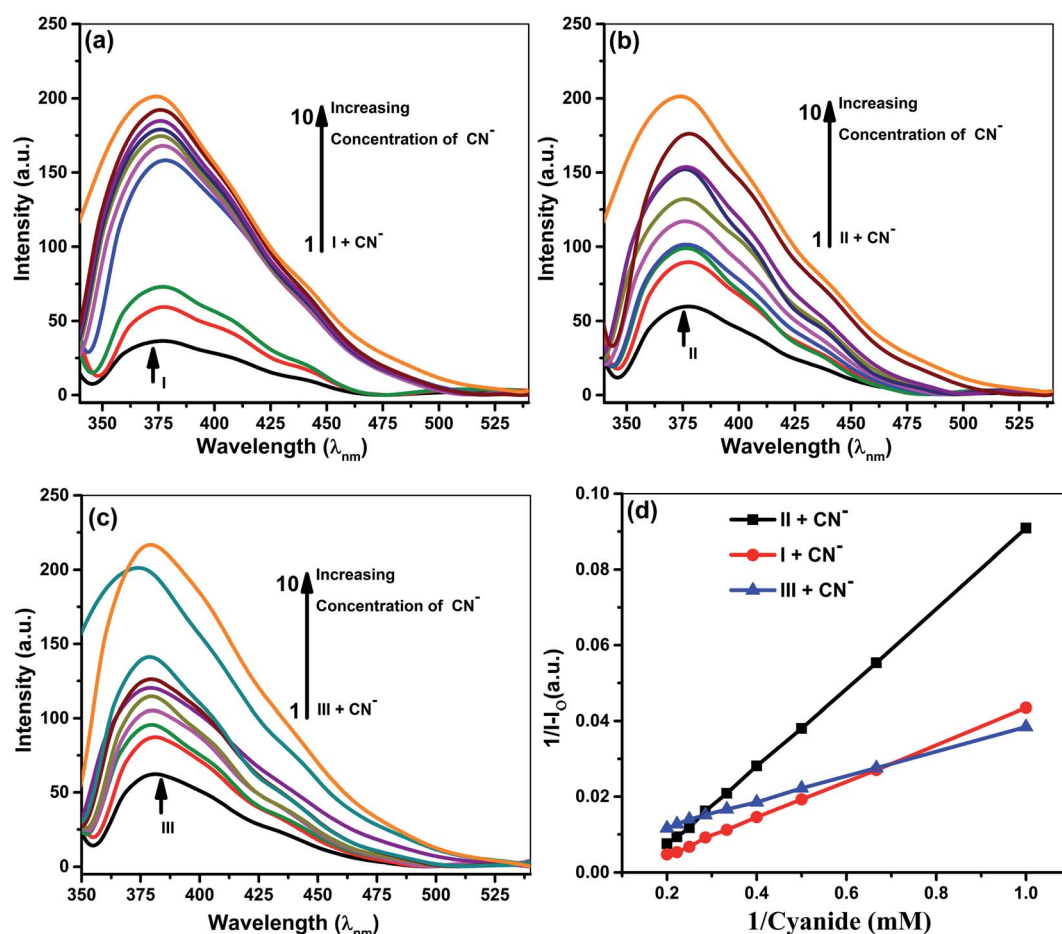 (a)
250
200
150
100
50
0
Intensity (a.u.)
10
Increasing
Concentration of CN⁻
1
I + CN⁻
I
350 375 400 425 450 475 500 525
Wavelength (λnm)
(b)
250
200
150
100
50
0
Intensity (a.u.)
10
Increasing
Concentration of CN⁻
1
II + CN⁻
II
350 375 400 425 450 475 500 525
Wavelength (λnm)
(c)
250
200
150
100
50
0
Intensity (a.u.)
10
Increasing
Concentration of CN⁻
1
III + CN⁻
III
350 375 400 425 450 475 500 525
Wavelength (λnm)
(d)
0.10
0.08
0.06
0.04
0.02
0.00
1/I-I_O(a.u.)
II + CN⁻
I + CN⁻
III + CN⁻
0.2 0.4 0.6 0.8 1.0
1/Cyanide (mM)